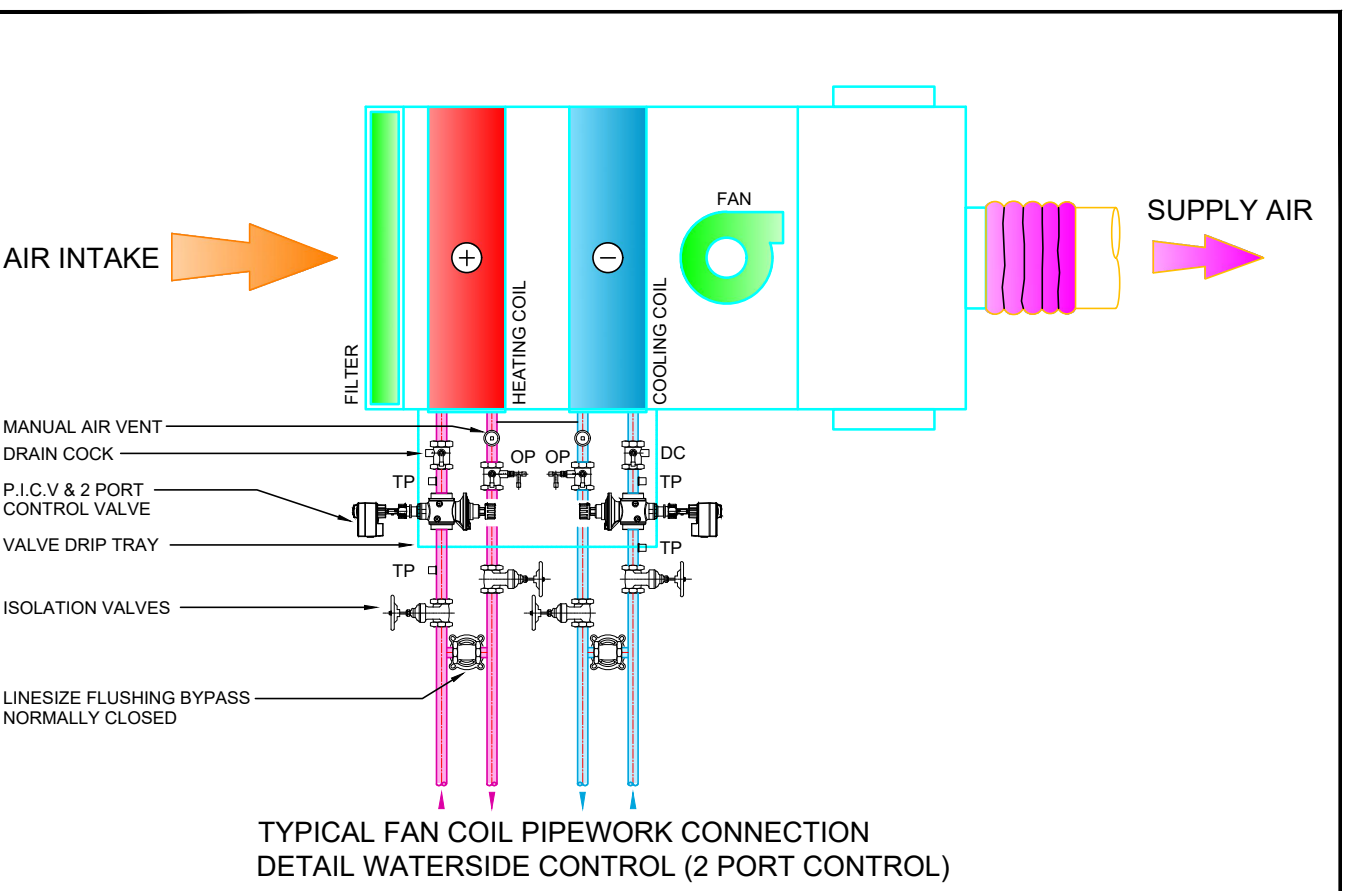 FAN
SUPPLY AIR
AIR INTAKE
FILTER
HEATING COIL
COOLING COIL
MANUAL AIR VENT
DRAIN COCK
OP OP
DC
TP
TP
P.I.C.V & 2 PORT
CONTROL VALVE
VALVE DRIP TRAY
TP
TP
ISOLATION VALVES
LINESIZE FLUSHING BYPASS
NORMALLY CLOSED
TYPICAL FAN COIL PIPEWORK CONNECTION
DETAIL WATERSIDE CONTROL (2 PORT CONTROL)